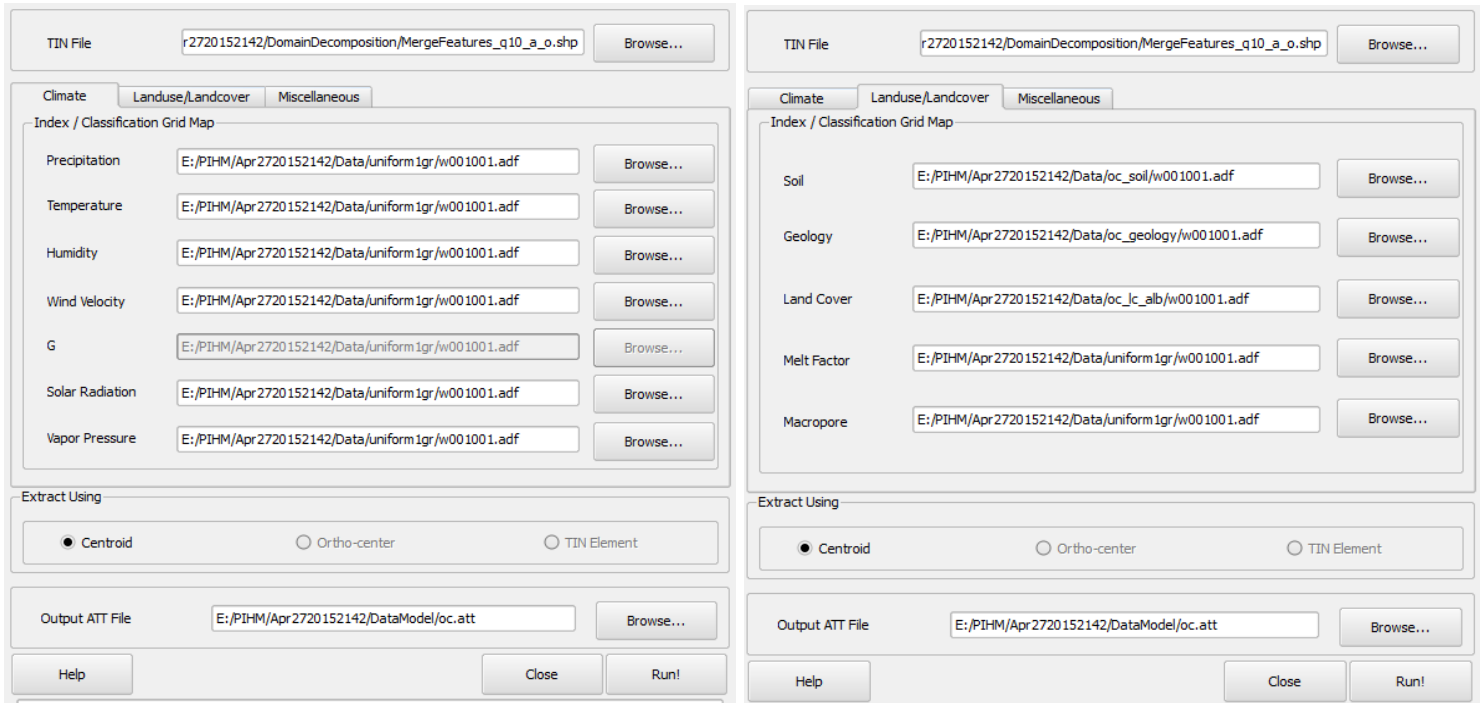 TIN File r2720152142/DomainDecomposition/MergeFeatures_q10_a_o.shp Browse...
Climate Landuse/Landcover Miscellaneous
Index / Classification Grid Map
Precipitation E:/PIHM/Apr2720152142/Data/uniform1gr/w001001.adf Browse...
Temperature E:/PIHM/Apr2720152142/Data/uniform1gr/w001001.adf Browse...
Humidity E:/PIHM/Apr2720152142/Data/uniform1gr/w001001.adf Browse...
Wind Velocity E:/PIHM/Apr2720152142/Data/uniform1gr/w001001.adf Browse...
G E:/PIHM/Apr2720152142/Data/uniform1gr/w001001.adf Browse...
Solar Radiation E:/PIHM/Apr2720152142/Data/uniform1gr/w001001.adf Browse...
Vapor Pressure E:/PIHM/Apr2720152142/Data/uniform1gr/w001001.adf Browse...
Extract Using
Centroid Ortho-center TIN Element
Output ATT File E:/PIHM/Apr2720152142/DataModel/oc.att Browse...
Help Close Run!
TIN File r2720152142/DomainDecomposition/MergeFeatures_q10_a_o.shp Browse...
Climate Landuse/Landcover Miscellaneous
Index / Classification Grid Map
Soil E:/PIHM/Apr2720152142/Data/oc_soil/w001001.adf Browse...
Geology E:/PIHM/Apr2720152142/Data/oc_geology/w001001.adf Browse...
Land Cover E:/PIHM/Apr2720152142/Data/oc_lc_alb/w001001.adf Browse...
Melt Factor E:/PIHM/Apr2720152142/Data/uniform1gr/w001001.adf Browse...
Macropore E:/PIHM/Apr2720152142/Data/uniform1gr/w001001.adf Browse...
Extract Using
Centroid Ortho-center TIN Element
Output ATT File E:/PIHM/Apr2720152142/DataModel/oc.att Browse...
Help Close Run!